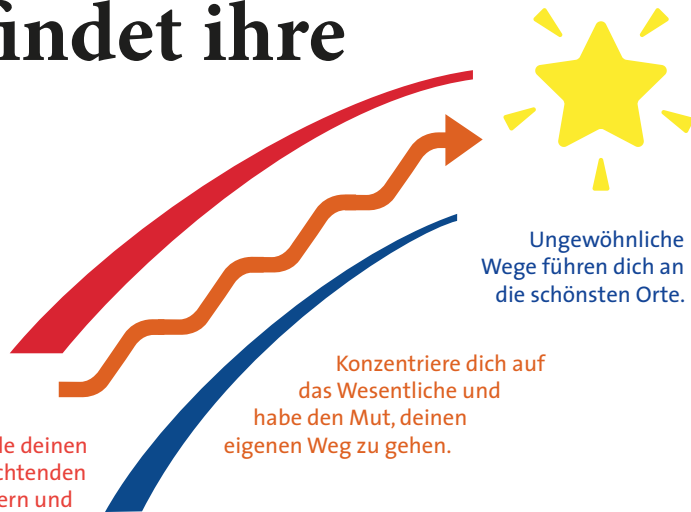 indet ihre
Ungewöhnliche
Wege führen dich an
die schönsten Orte.
Konzentriere dich auf
das Wesentliche und
habe den Mut, deinen
eigenen Weg zu gehen.
de deinen
chtenden
ern und